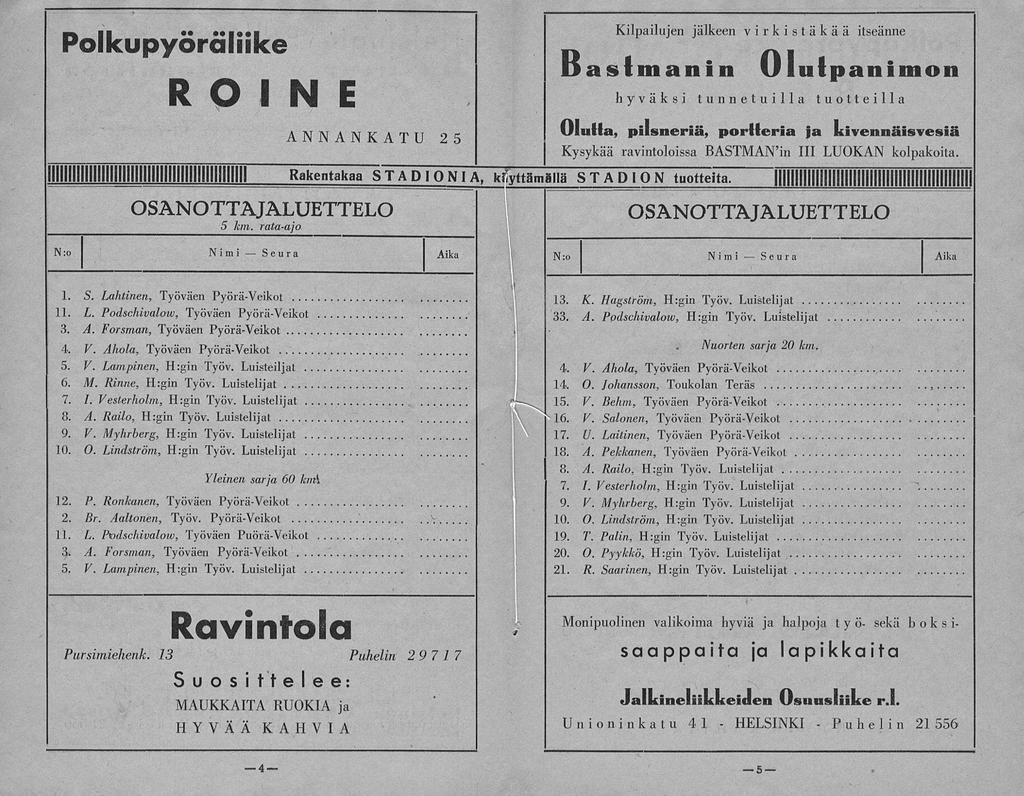 Polkupyöräliike
ROINE
ANNANKATU 25
Rakentakaa STADIONIA, käyttämällä STADION tuotteita.
OSANOTTAJALUETTELO
5 km. rata-ajo
N:o Nimi — Seura Aika
1. S. Lahtinen, Työväen Pyörä-Veikot
11. L. Podschivalow, Työväen Pyörä-Veikot
3. A. Forsman, Työväen Pyörä-Veikot
4. V. Ahola, Työväen Pyörä-Veikot
5. V. Lampinen, H:gin Työv. Luisteiljat
6. M. Rinne, H:gin Työv. Luistelijat
7. I. Vesterholm, H:gin Työv. Luistelijat
8. A. Railo, H:gin Työv. Luistelijat
9. V. Myhrberg, H:gin Työv. Luistelijat
10. O. Lindström, H:gin Työv. Luistelijat
Yleinen sarja 60 km.
12. P. Ronkanen, Työväen Pyörä-Veikot
2. Br. Aaltonen, Työv. Pyörä-Veikot
11. L. Podschivalow, Työväen Puörä-Veikot
3. A. Forsman, Työväen Pyörä-Veikot
5. V. Lampinen, H:gin Työv. Luistelijat
Ravintola
Pursimiehenk. 13 Puhelin 29717
Suosittelee:
MAUKKAITA RUOKIA ja
HYVÄÄ KAHVIA
—4—
Kilpailujen jälkeen virkistäkää itseänne
Bastmanin Olutpanimon
hyväksi tunnetuilla tuotteilla
Olutta, pilsneriä, portteria ja kivennäisvesiä
Kysykää ravintoloissa BASTMAN'in III LUOKAN kolpakoita.
OSANOTTAJALUETTELO
N:o Nimi — Seura Aika
13. K. Hagström, H:gin Työv. Luistelijat
33. A. Podschivalow, H:gin Työv. Luistelijat
Nuorten sarja 20 km.
4. V. Ahola, Työväen Pyörä-Veikot
14. O. Johansson, Toukolan Teräs
15. V. Behm, Työväen Pyörä-Veikot
16. V. Salonen, Työväen Pyörä-Veikot
17. U. Laitinen, Työväen Pyörä-Veikot
18. A. Pekkanen, Työväen Pyörä-Veikot
8. A. Railo, H:gin Työv. Luistelijat
7. I. Vesterholm, H:gin Työv. Luistelijat
9. V. Myhrberg, H:gin Työv. Luistelijat
10. O. Lindström, H:gin Työv. Luistelijat
19. T. Palin, H:gin Työv. Luistelijat
20. O. Pyykkö, H:gin Työv. Luistelijat
21. R. Saarinen, H:gin Työv. Luistelijat
Monipuolinen valikoima hyviä ja halpoja työ- sekä boksi-
saappaita ja lapikkaita
Jalkineliikkeiden Osuusliike r.l.
Unioninkatu 41 - HELSINKI - Puhelin 21 556
—5—